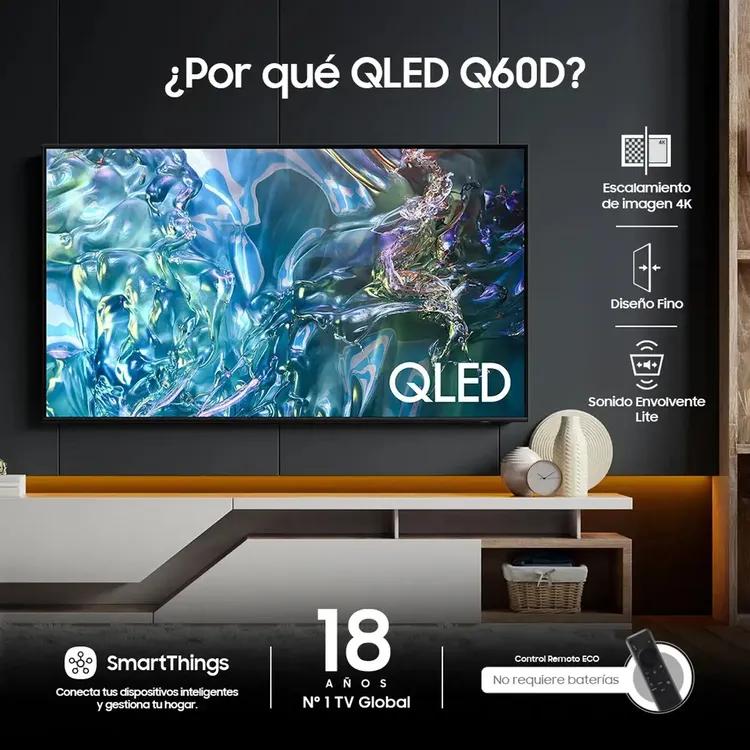 ¿Por qué QLED Q60D?
4K
Escalamiento
de imagen 4K
Diseño Fino
Sonido Envolvente
Lite
QLED
SmartThings
Conecta tus dispositivos inteligentes
y gestiona tu hogar.
18
AÑOS
N° 1 TV Global
Control Remoto ECO
No requiere baterías